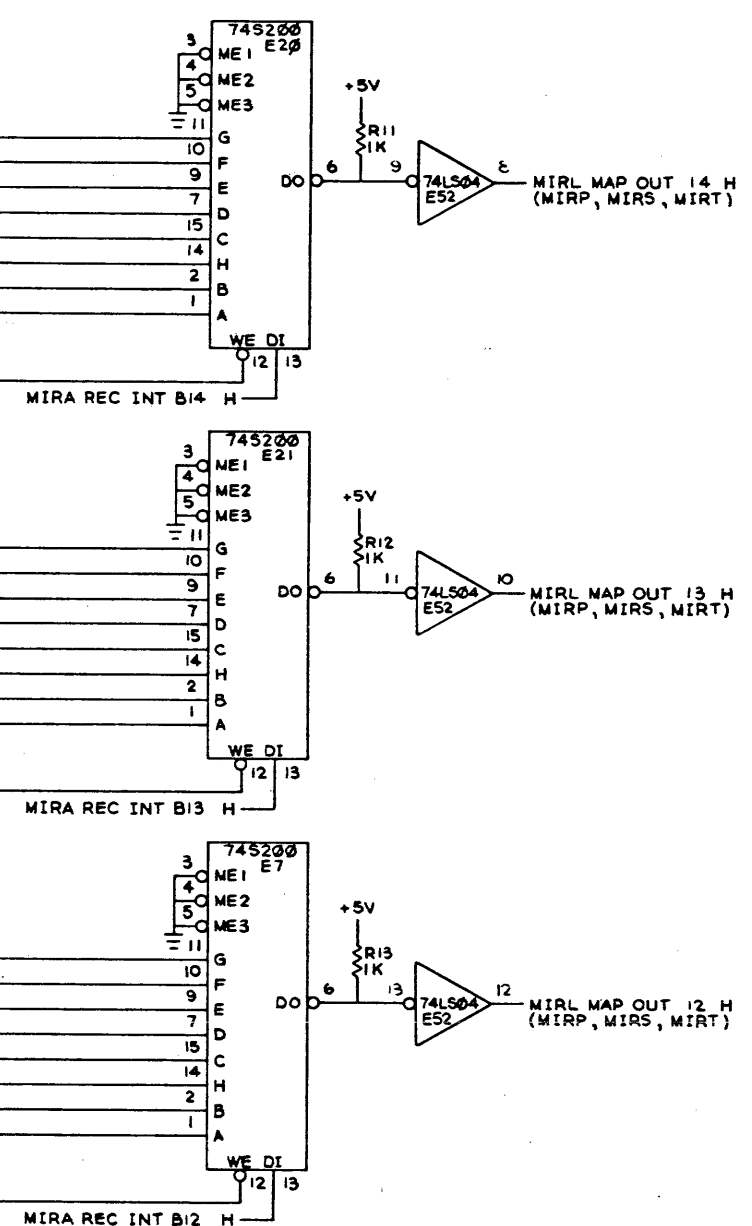 74S200
E20
3 ME1
4 ME2
5 ME3
11 G
10 F
9 E
7 D
15 C
14 H
2 B
1 A
WE DI
12 13
DO 6
+5V
R11
1K
9 74LS04 8
E52
MIRL MAP OUT 14 H
(MIRP, MIRS, MIRT)
MIRA REC INT B14 H
74S200
E21
3 ME1
4 ME2
5 ME3
11 G
10 F
9 E
7 D
15 C
14 H
2 B
1 A
WE DI
12 13
DO 6
+5V
R12
1K
11 74LS04 10
E52
MIRL MAP OUT 13 H
(MIRP, MIRS, MIRT)
MIRA REC INT B13 H
74S200
E7
3 ME1
4 ME2
5 ME3
11 G
10 F
9 E
7 D
15 C
14 H
2 B
1 A
WE DI
12 13
DO 6
+5V
R13
1K
13 74LS04 12
E52
MIRL MAP OUT 12 H
(MIRP, MIRS, MIRT)
MIRA REC INT B12 H